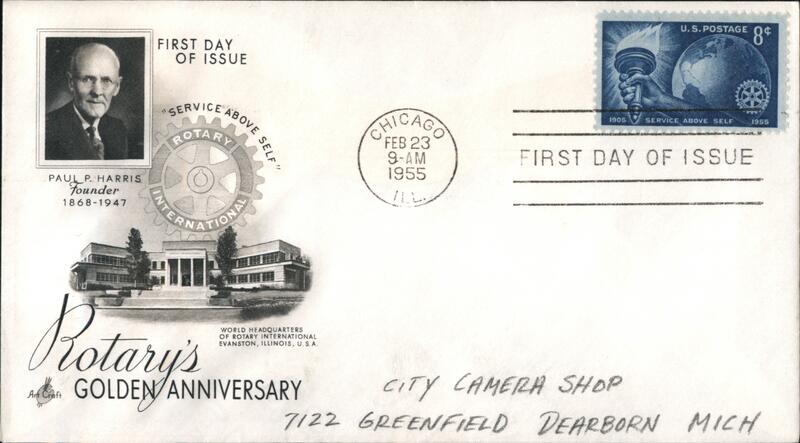 FIRST DAY
OF ISSUE
"SERVICE ABOVE SELF"
ROTARY
INTERNATIONAL
PAUL P. HARRIS
Founder
1868-1947
WORLD HEADQUARTERS
OF ROTARY INTERNATIONAL
EVANSTON, ILLINOIS, U.S.A.
Rotary's
GOLDEN ANNIVERSARY
Art Craft
CHICAGO
FEB 23
9-AM
1955
ILL.
U.S. POSTAGE 8¢
1905 SERVICE ABOVE SELF 1955
FIRST DAY OF ISSUE
CITY CAMERA SHOP
7122 GREENFIELD DEARBORN MICH